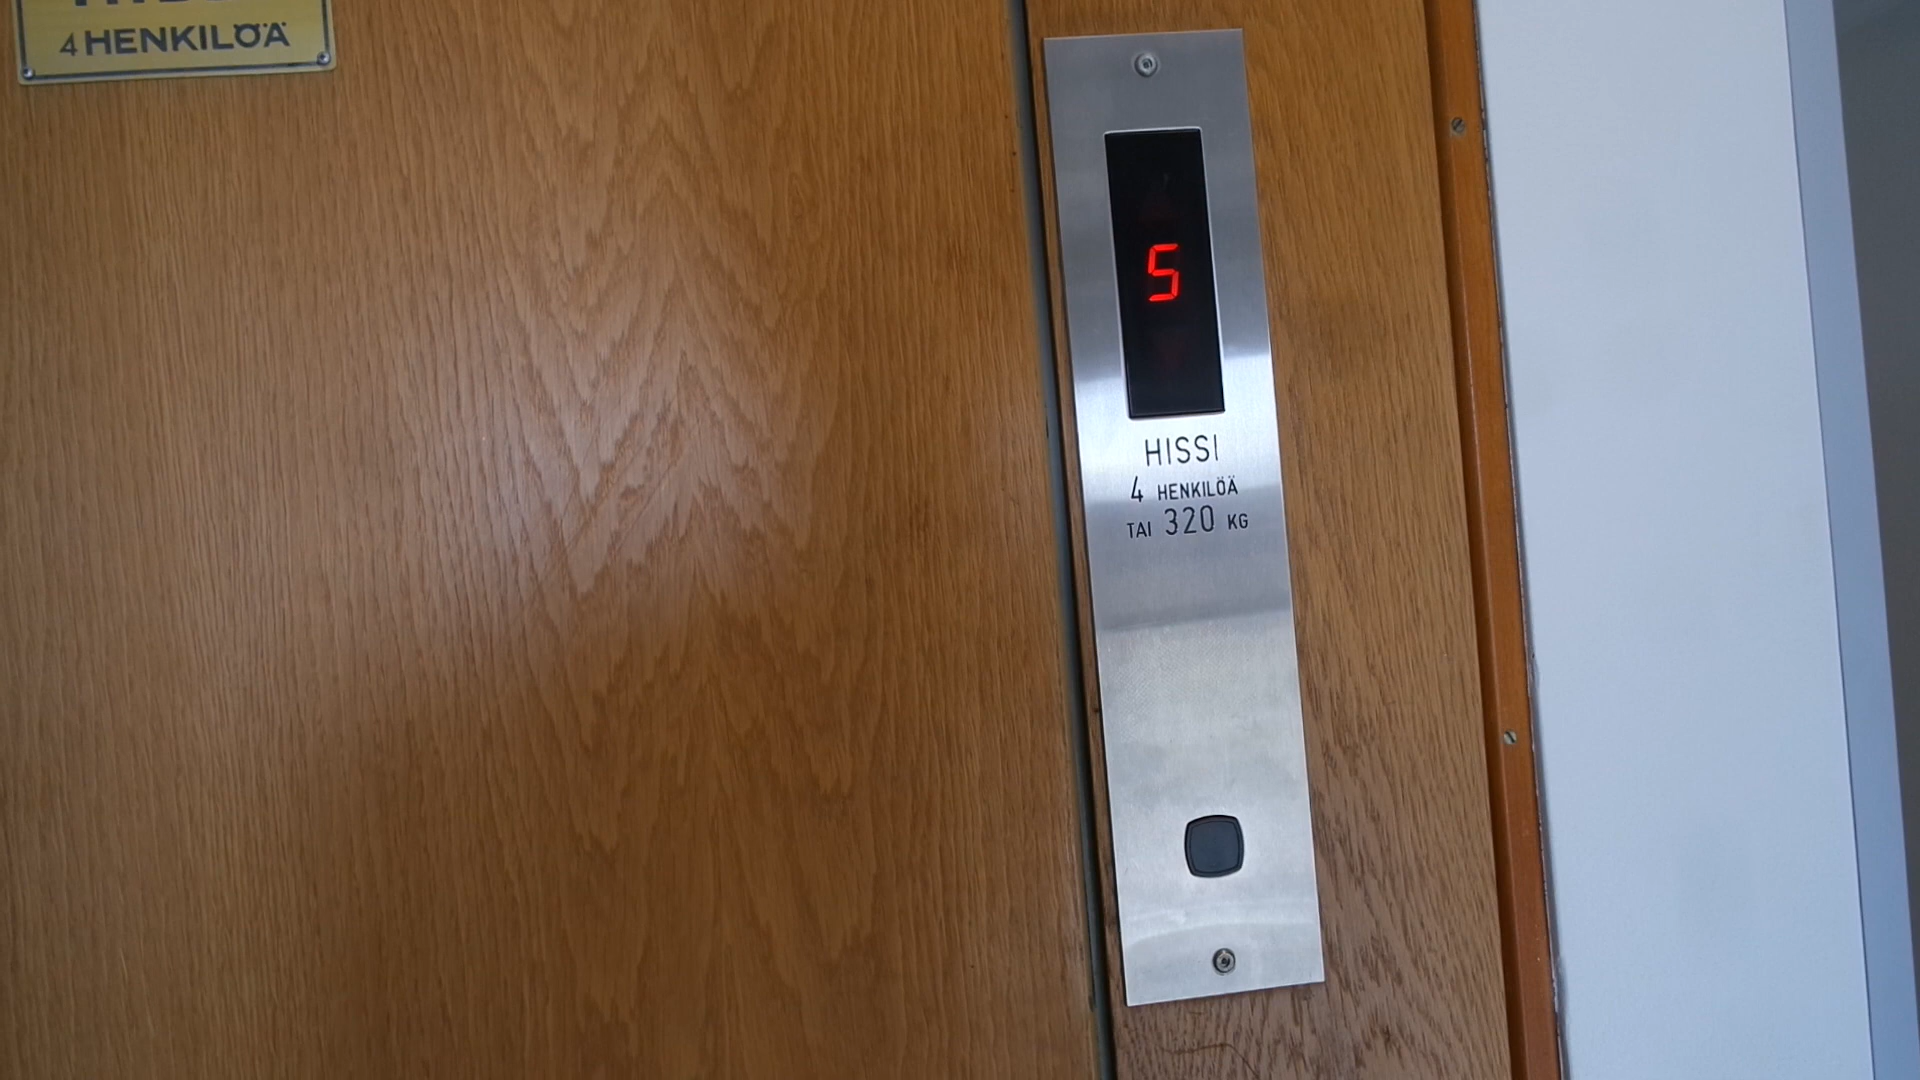 4 HENKILÖÄ
5
HISSI
4 HENKILÖÄ
TAI 320 KG